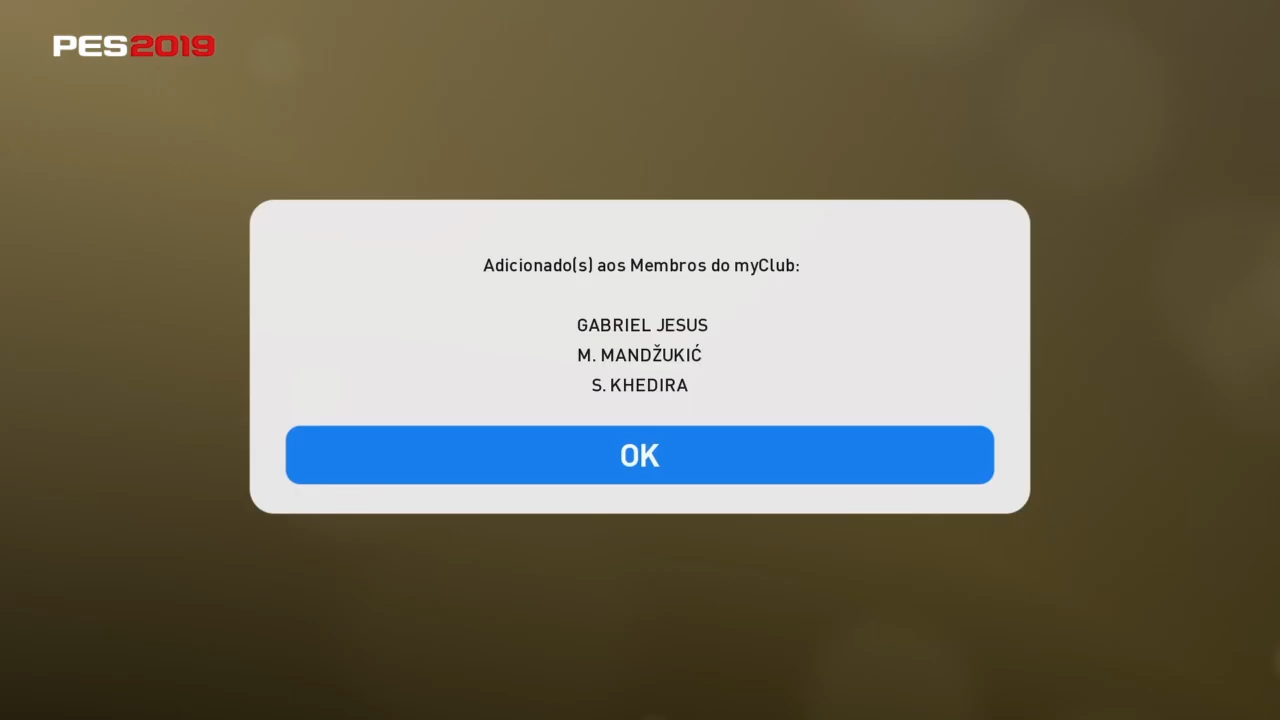 PES2019
Adicionado(s) aos Membros do myClub:
GABRIEL JESUS
M. MANDŽUKIĆ
S. KHEDIRA
OK